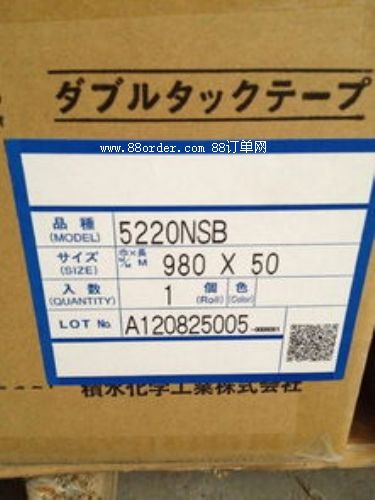 ダブルタックテープ
www.88order.com 88订单网
品種 (MODEL) 5220NSB
サイズ (SIZE) 巾×長 M 980 X 50
入数 (QUANTITY) 1 個 (Roll) 色 (Color)
LOT No. A120825005
積水化学工業株式会社